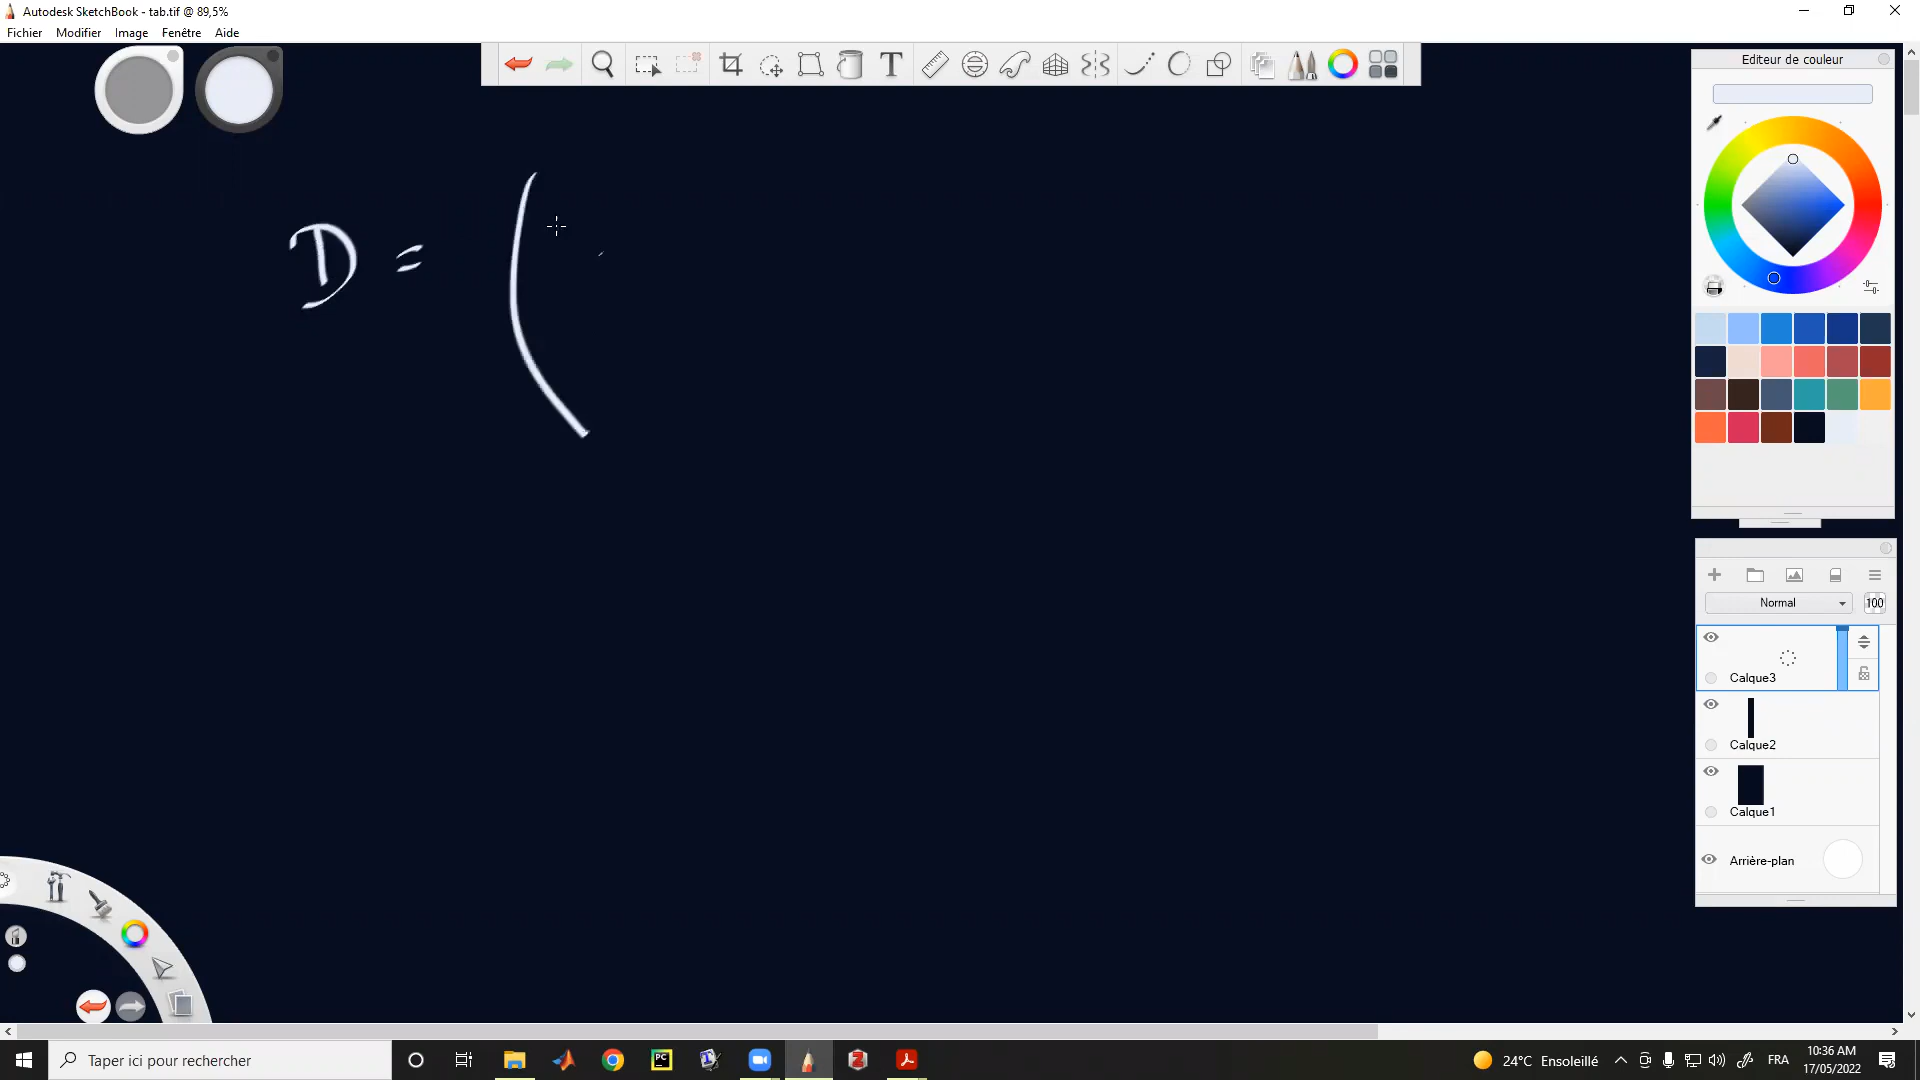 Autodesk SketchBook - tab.tif @ 89,5%
Fichier Modifier Image Fenêtre Aide
T
Editeur de couleur
D = (
Normal 100
Calque3
Calque2
Calque1
Arrière-plan
Taper ici pour rechercher
PC
Z
24°C Ensoleillé
FRA
10:36 AM
17/05/2022